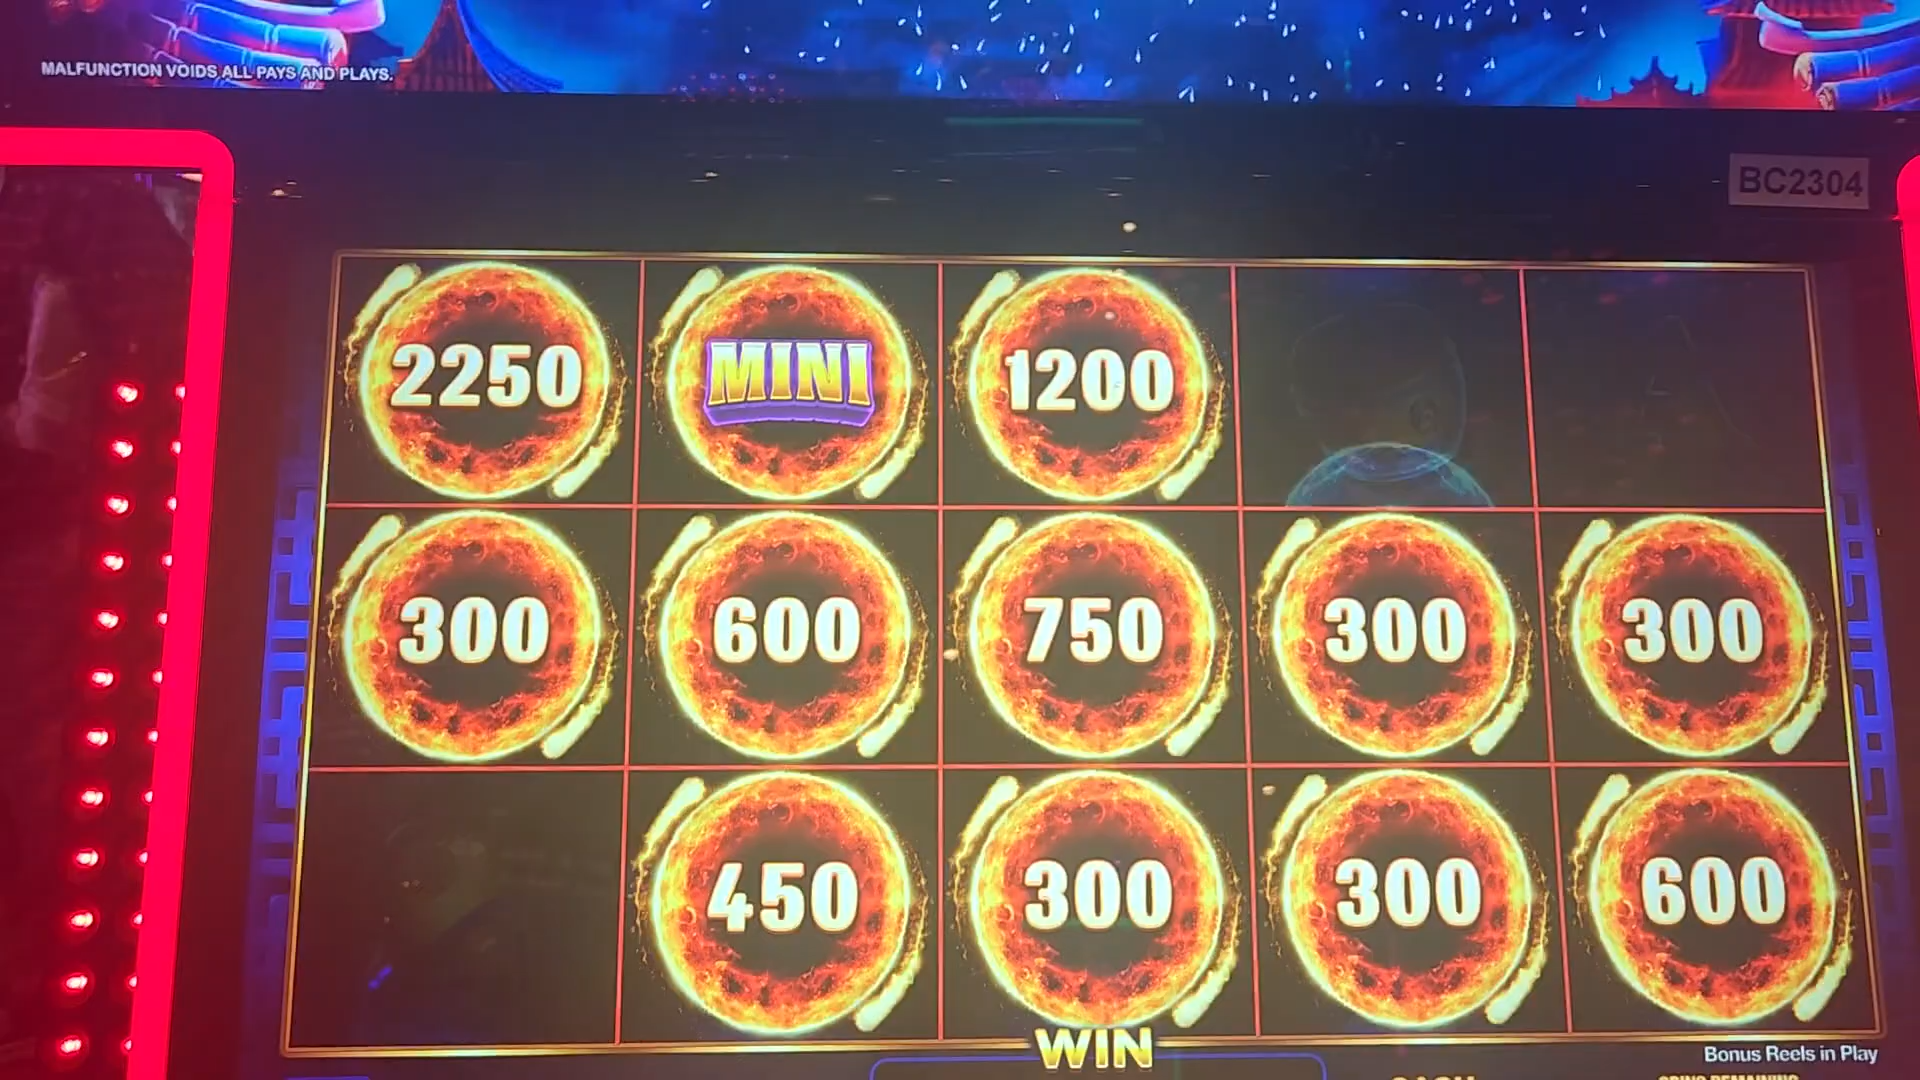 MALFUNCTION VOIDS ALL PAYS AND PLAYS.
BC2304
2250 MINI 1200
300 600 750 300 300
450 300 300 600
WIN
Bonus Reels in Play